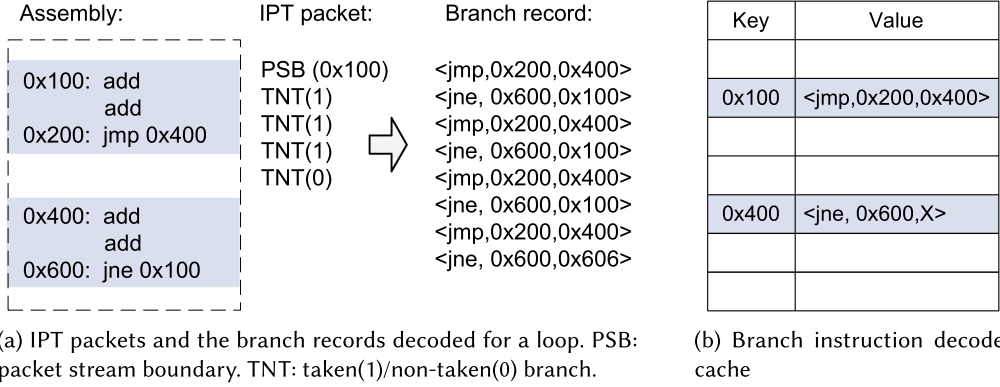 Assembly:
0x100: add
add
0x200: jmp 0x400
0x400: add
add
0x600: jne 0x100
IPT packet:
PSB (0x100)
TNT(1)
TNT(1)
TNT(1)
TNT(0)
Branch record:
<jmp,0x200,0x400>
<jne, 0x600,0x100>
<jmp,0x200,0x400>
<jne, 0x600,0x100>
<jmp,0x200,0x400>
<jne, 0x600,0x100>
<jmp,0x200,0x400>
<jne, 0x600,0x606>
(a) IPT packets and the branch records decoded for a loop. PSB:
packet stream boundary. TNT: taken(1)/non-taken(0) branch.
Key Value
0x100 <jmp,0x200,0x400>
0x400 <jne, 0x600,X>
(b) Branch instruction decode
cache